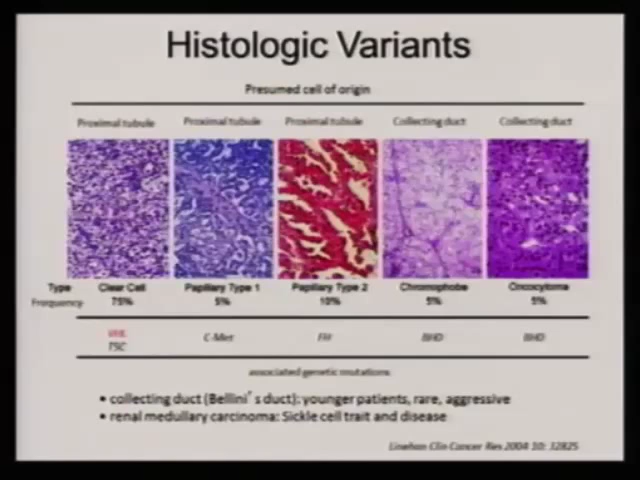 Histologic Variants
Presumed cell of origin
Proximal tubule Proximal tubule Proximal tubule Collecting duct Collecting duct
Type Clear Cell Papillary Type 1 Papillary Type 2 Chromophobe Oncocytoma
Frequency 75% 5% 10% 5% 5%
VHL
TSC C-Met FH BHD BHD
associated genetic mutations
• collecting duct (Bellini's duct): younger patients, rare, aggressive
• renal medullary carcinoma: Sickle cell trait and disease
Linehan Clin Cancer Res 2004 10: 3282S